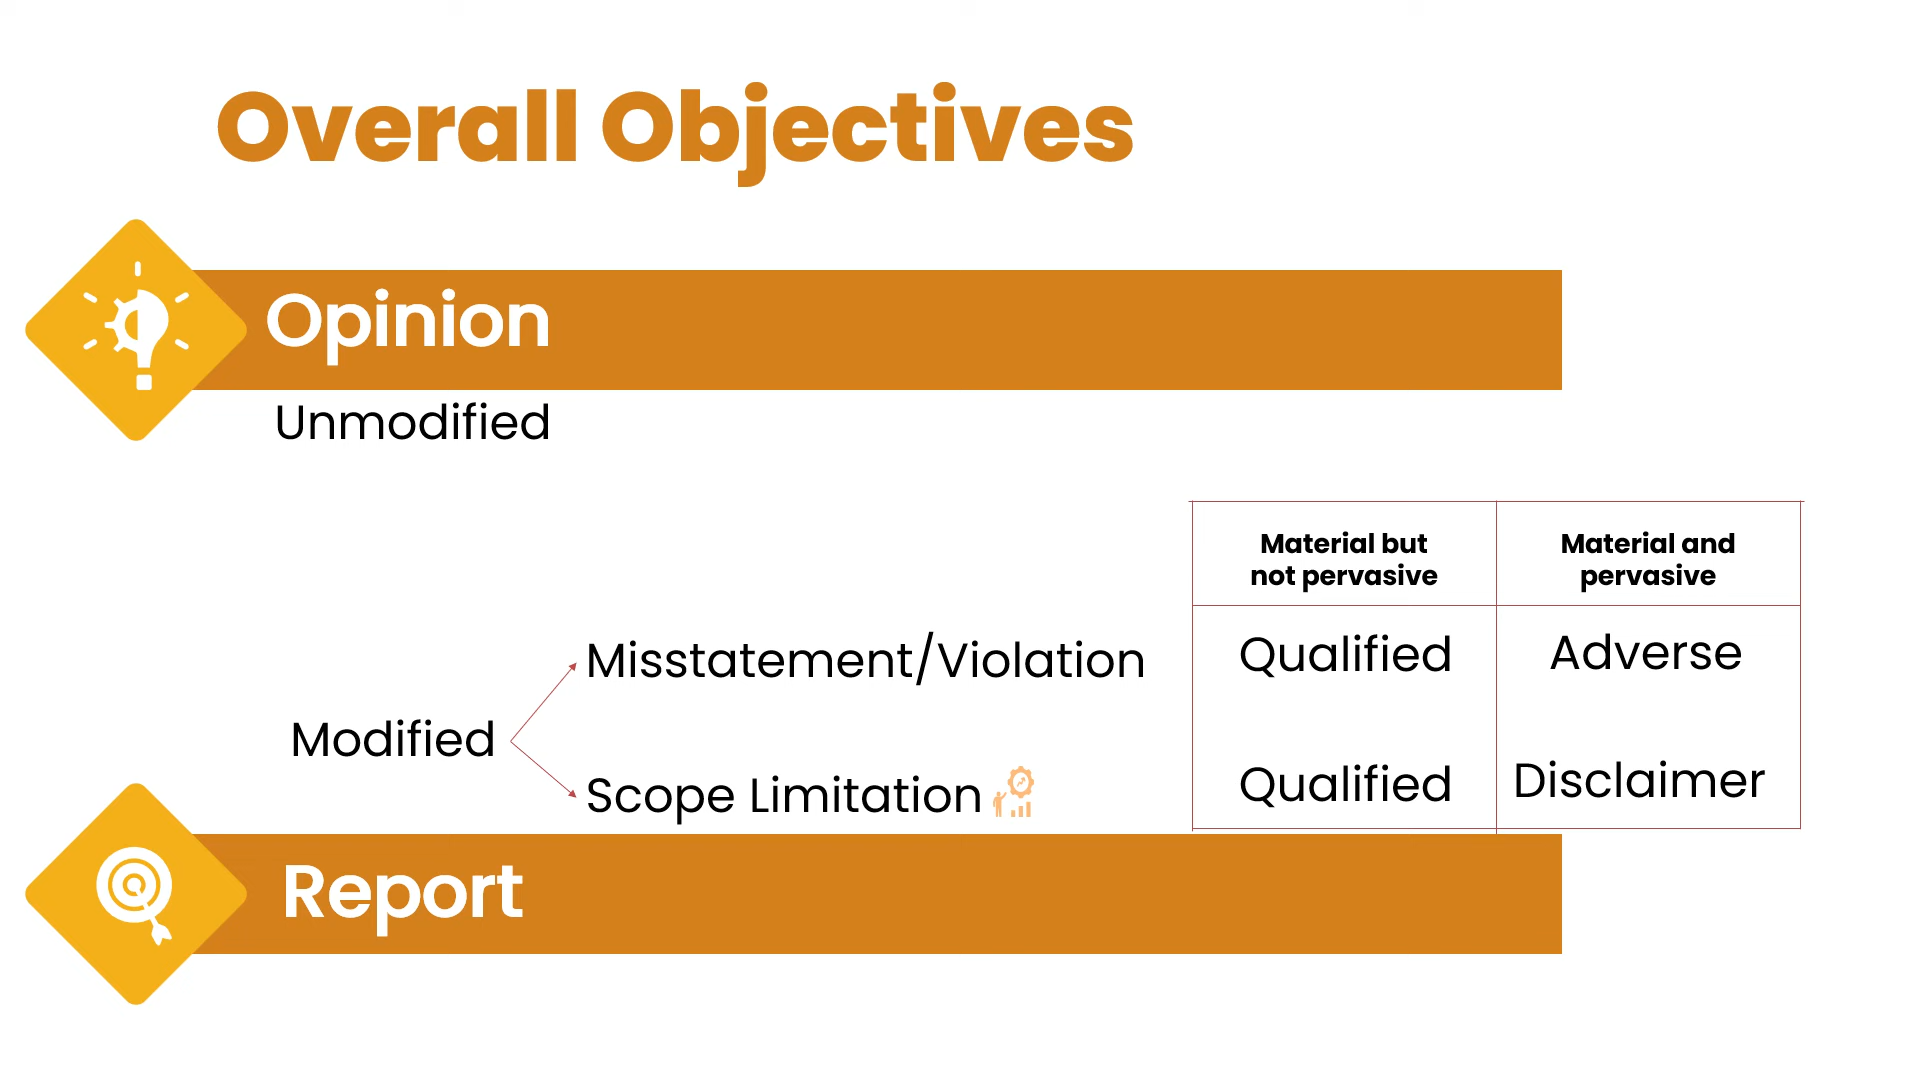 Overall Objectives
Opinion
Unmodified
Material but
not pervasive
Material and
pervasive
Misstatement/Violation
Qualified
Adverse
Modified
Scope Limitation
Qualified
Disclaimer
Report